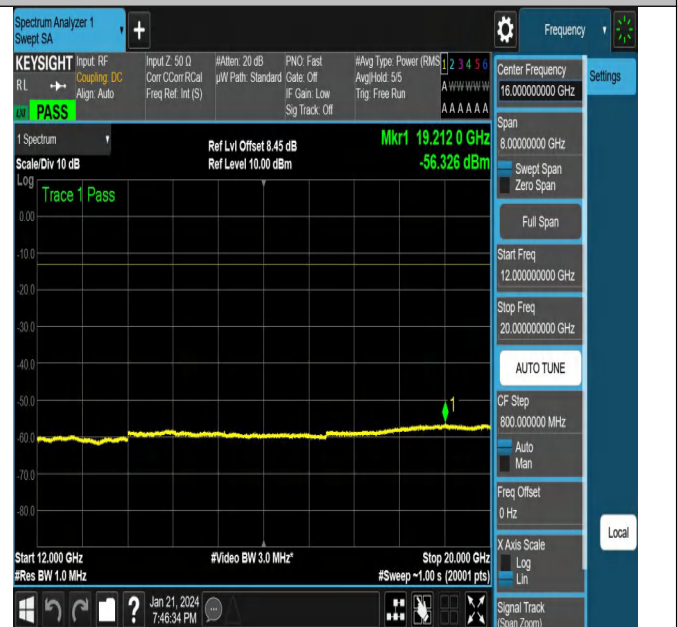 Spectrum Analyzer 1
Swept SA
+
Frequency
KEYSIGHT
RL
PASS
Input: RF
Coupling: DC
Align: Auto
Input Z: 50 Ω
Corr CCorr RCal
Freq Ref: Int (S)
#Atten: 20 dB
µW Path: Standard
PNO: Fast
Gate: Off
IF Gain: Low
Sig Track: Off
#Avg Type: Power (RMS
Avg|Hold: 5/5
Trig: Free Run
1 2 3 4 5 6
A W W W W W
A A A A A A
1 Spectrum
Scale/Div 10 dB
Log
Ref Lvl Offset 8.45 dB
Ref Level 10.00 dBm
Mkr1 19.212 0 GHz
-56.326 dBm
Trace 1 Pass
0.00
-10.0
-20.0
-30.0
-40.0
-50.0
-60.0
-70.0
-80.0
1
Start 12.000 GHz
#Res BW 1.0 MHz
#Video BW 3.0 MHz*
Stop 20.000 GHz
#Sweep ~1.00 s (20001 pts)
Jan 21, 2024
7:46:34 PM
Center Frequency
16.00000000 GHz
Settings
Span
8.00000000 GHz
Swept Span
Zero Span
Full Span
Start Freq
12.000000000 GHz
Stop Freq
20.000000000 GHz
AUTO TUNE
CF Step
800.000000 MHz
Auto
Man
Freq Offset
0 Hz
X Axis Scale
Log
Lin
Local
Signal Track
(Span Zoom)